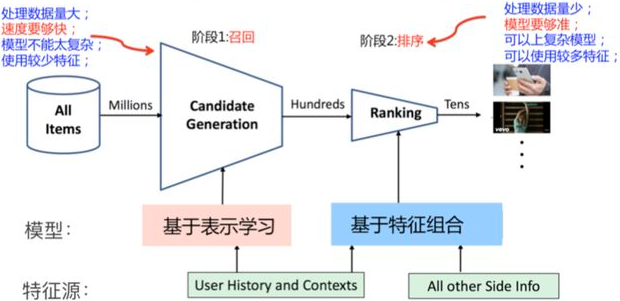 处理数据量大；
速度要够快；
模型不能太复杂；
使用较少特征；
阶段1:召回
阶段2:排序
处理数据量少；
模型要够准；
可以上复杂模型；
可以使用较多特征；
All
Items
Millions
Candidate
Generation
Hundreds
Ranking
Tens
vevo
模型：
基于表示学习
基于特征组合
特征源：
User History and Contexts
All other Side Info